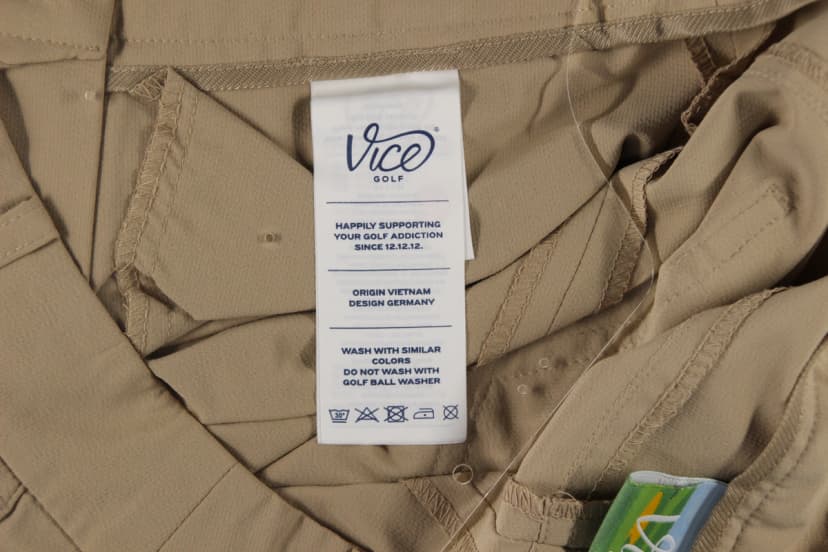 Vice®
GOLF
HAPPILY SUPPORTING
YOUR GOLF ADDICTION
SINCE 12.12.12.
ORIGIN VIETNAM
DESIGN GERMANY
WASH WITH SIMILAR
COLORS
DO NOT WASH WITH
GOLF BALL WASHER
30°